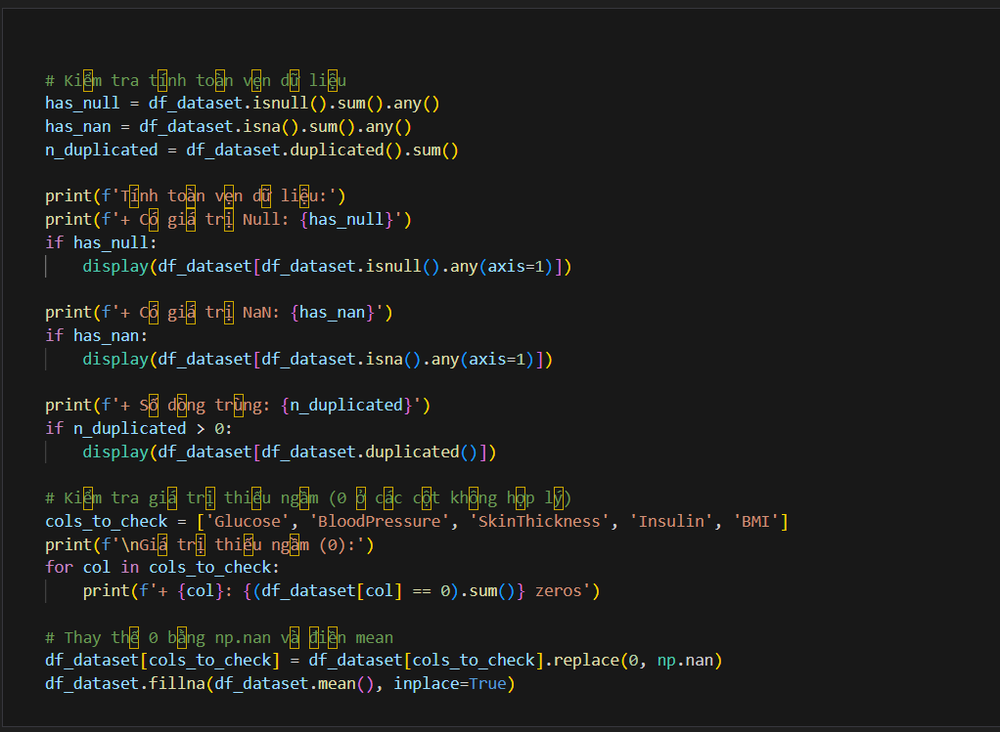 # Kiểm tra tính toàn vẹn dữ liệu
has_null = df_dataset.isnull().sum().any()
has_nan = df_dataset.isna().sum().any()
n_duplicated = df_dataset.duplicated().sum()
print(f'Tính toàn vẹn dữ liệu:')
print(f'+ Có giá trị Null: {has_null}')
if has_null:
    display(df_dataset[df_dataset.isnull().any(axis=1)])
print(f'+ Có giá trị NaN: {has_nan}')
if has_nan:
    display(df_dataset[df_dataset.isna().any(axis=1)])
print(f'+ Số dòng trùng: {n_duplicated}')
if n_duplicated > 0:
    display(df_dataset[df_dataset.duplicated()])
# Kiểm tra giá trị thiếu ngầm (0 ở các cột không hợp lý)
cols_to_check = ['Glucose', 'BloodPressure', 'SkinThickness', 'Insulin', 'BMI']
print(f'\nGiá trị thiếu ngầm (0):')
for col in cols_to_check:
    print(f'+ {col}: {(df_dataset[col] == 0).sum()} zeros')
# Thay thế 0 bằng np.nan và điền mean
df_dataset[cols_to_check] = df_dataset[cols_to_check].replace(0, np.nan)
df_dataset.fillna(df_dataset.mean(), inplace=True)